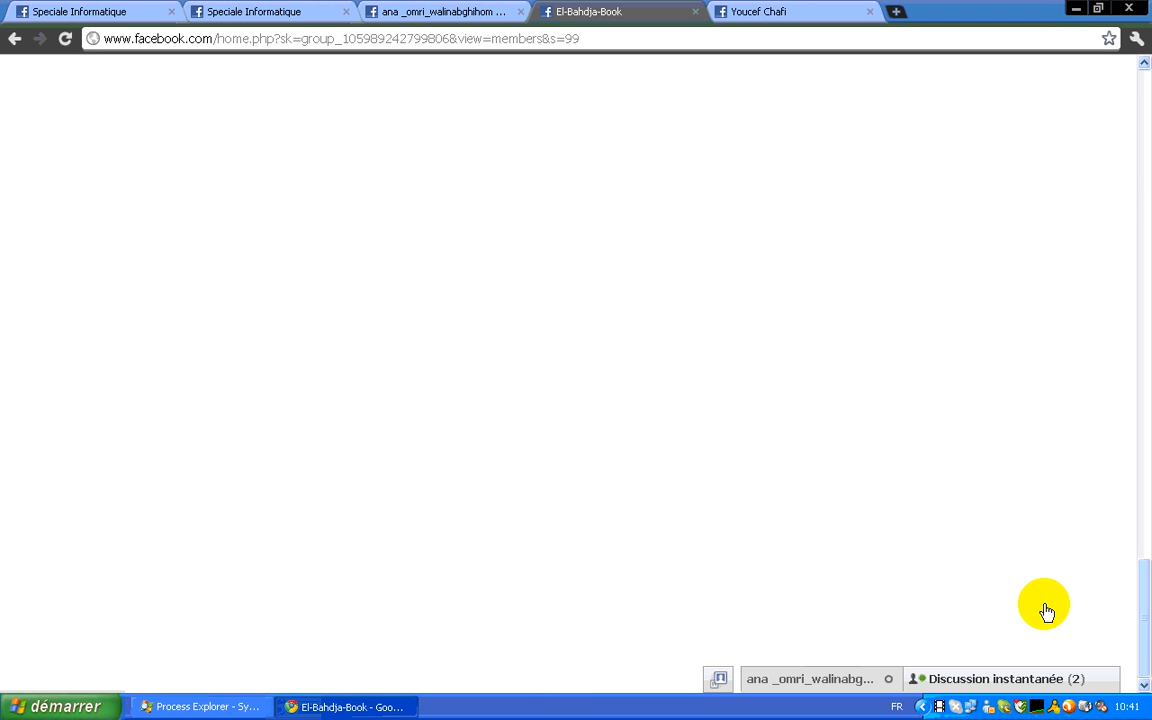 Speciale Informatique
Speciale Informatique
ana _omri_walinabghihom ...
El-Bahdja-Book
Youcef Chafi
www.facebook.com/home.php?sk=group_105989242799806&view=members&s=99
ana _omri_walinabg...
Discussion instantanée (2)
démarrer
Process Explorer - Sy...
El-Bahdja-Book - Goo...
FR
10:41